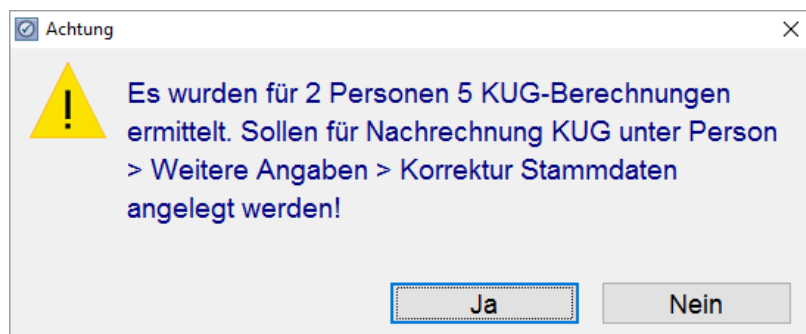 Achtung
Es wurden für 2 Personen 5 KUG-Berechnungen
ermittelt. Sollen für Nachrechnung KUG unter Person
> Weitere Angaben > Korrektur Stammdaten
angelegt werden!
Ja
Nein